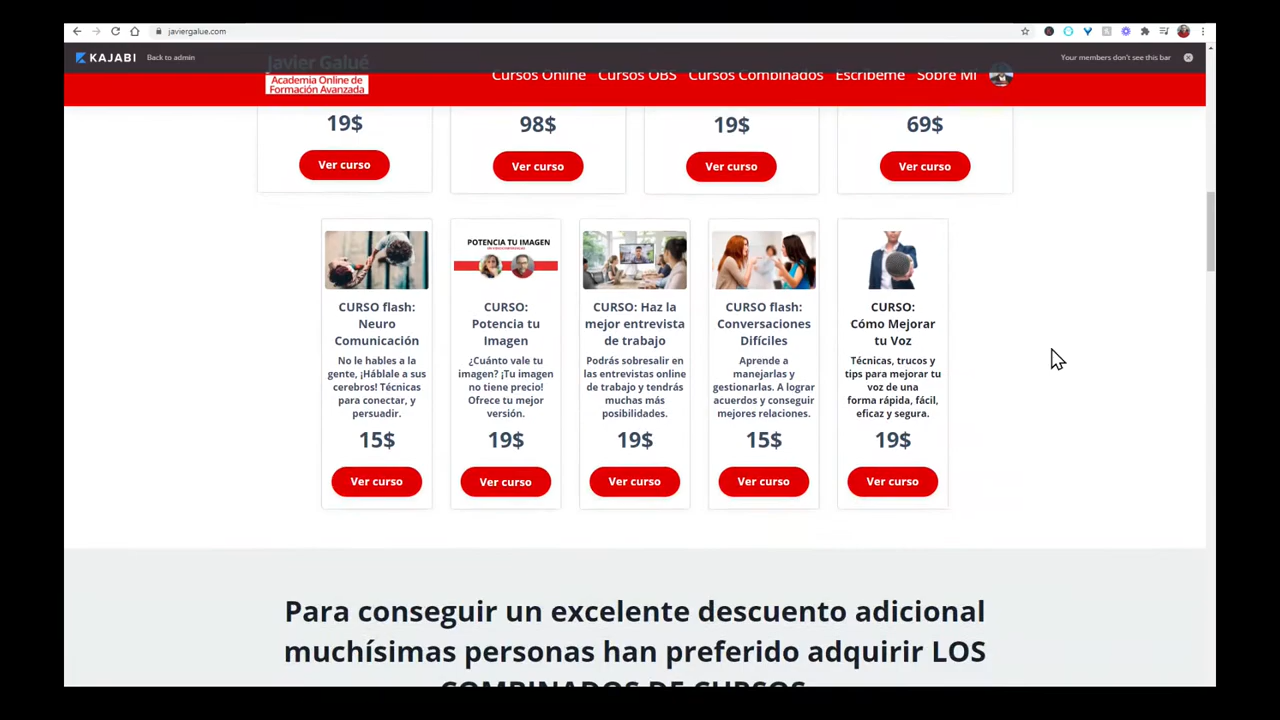 javiergalue.com
KAJABI
Back to admin
Your members don't see this bar
Javier Galué
Academia Online de
Formación Avanzada
Cursos Online
Cursos OBS
Cursos Combinados
Escríbeme
Sobre Mí
19$
98$
19$
69$
Ver curso
Ver curso
Ver curso
Ver curso
CURSO flash:
Neuro
Comunicación
No le hables a la
gente, ¡Háblale a sus
cerebros! Técnicas
para conectar, y
persuadir.
15$
Ver curso
POTENCIA TU IMAGEN
CURSO:
Potencia tu
Imagen
¿Cuánto vale tu
imagen? ¡Tu imagen
no tiene precio!
Ofrece tu mejor
versión.
19$
Ver curso
CURSO: Haz la
mejor entrevista
de trabajo
Podrás sobresalir en
las entrevistas online
de trabajo y tendrás
muchas más
posibilidades.
19$
Ver curso
CURSO flash:
Conversaciones
Difíciles
Aprende a
manejarlas y
gestionarlas. A lograr
acuerdos y conseguir
mejores relaciones.
15$
Ver curso
CURSO:
Cómo Mejorar
tu Voz
Técnicas, trucos y
tips para mejorar tu
voz de una
forma rápida, fácil,
eficaz y segura.
19$
Ver curso
Para conseguir un excelente descuento adicional
muchísimas personas han preferido adquirir LOS
COMBINADOS DE CURSOS